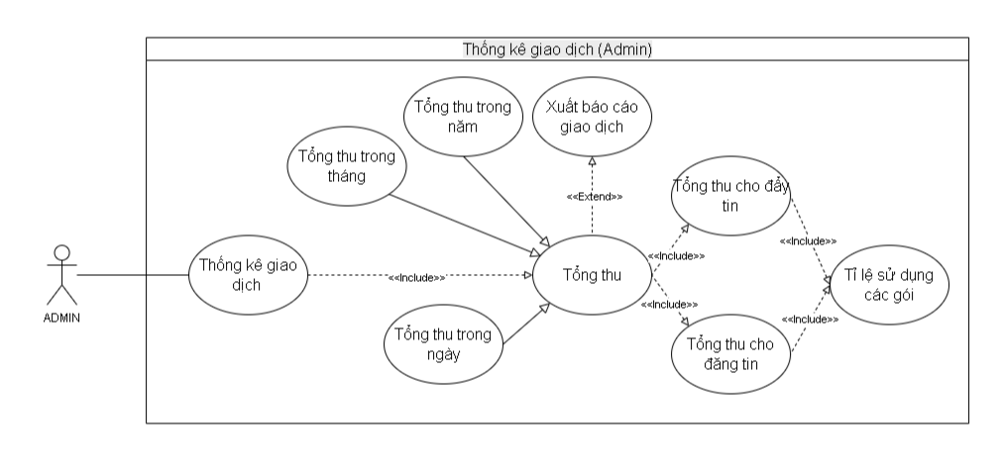 Thống kê giao dịch (Admin)
Tổng thu trong
năm
Xuất báo cáo
giao dịch
Tổng thu trong
tháng
<<Extend>>
Tổng thu cho đẩy
tin
<<Include>>
<<Include>>
Thống kê giao
dịch
<<Include>>
Tổng thu
Tỉ lệ sử dụng
các gói
<<Include>>
<<Include>>
ADMIN
Tổng thu trong
ngày
Tổng thu cho
đăng tin